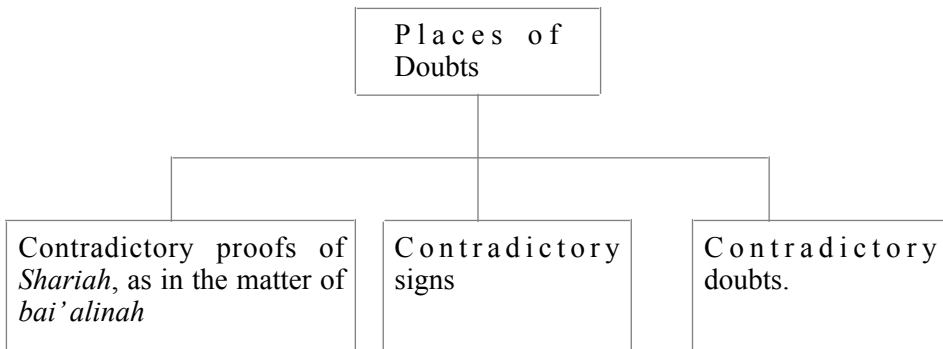 Places of
Doubts
Contradictory proofs of
Shariah, as in the matter of
bai' alinah
Contradictory
signs
Contradictory
doubts.